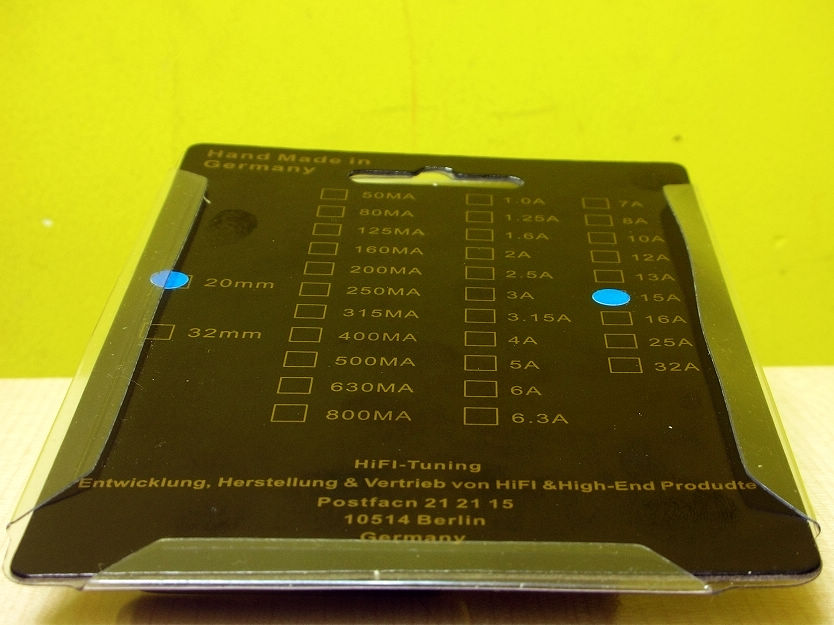 Hand Made in
Germany
20mm
32mm
50MA
80MA
125MA
160MA
200MA
250MA
315MA
400MA
500MA
630MA
800MA
1.0A
1.25A
1.6A
2A
2.5A
3A
3.15A
4A
5A
6A
6.3A
7A
8A
10A
12A
13A
15A
16A
25A
32A
HiFI-Tuning
Entwicklung, Herstellung & Vertrieb von HiFI &High-End Produdte
Postfacn 21 21 15
10514 Berlin
Germany